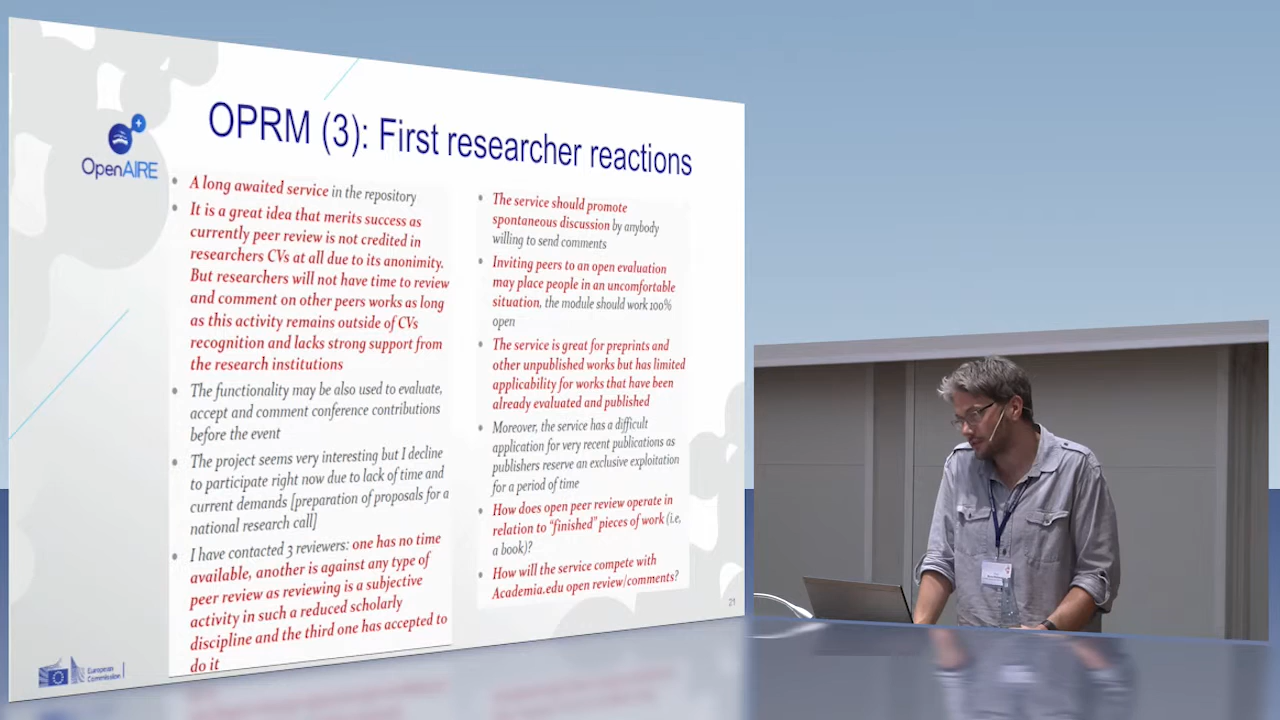 OPRM (3): First researcher reactions
OpenAIRE
+
• A long awaited service in the repository
• It is a great idea that merits success as
currently peer review is not credited in
researchers CVs at all due to its anonimity.
But researchers will not have time to review
and comment on other peers works as long
as this activity remains outside of CVs
recognition and lacks strong support from
the research institutions
• The functionality may be also used to evaluate,
accept and comment conference contributions
before the event
• The project seems very interesting but I decline
to participate right now due to lack of time and
current demands [preparation of proposals for a
national research call]
• I have contacted 3 reviewers: one has no time
available, another is against any type of
peer review as reviewing is a subjective
activity in such a reduced scholarly
discipline and the third one has accepted to
do it
• The service should promote
spontaneous discussion by anybody
willing to send comments
• Inviting peers to an open evaluation
may place people in an uncomfortable
situation, the module should work 100%
open
• The service is great for preprints and
other unpublished works but has limited
applicability for works that have been
already evaluated and published
• Moreover, the service has a difficult
application for very recent publications as
publishers reserve an exclusive exploitation
for a period of time
• How does open peer review operate in
relation to “finished” pieces of work (i.e,
a book)?
• How will the service compete with
Academia.edu open review/comments?
21
European
Commission